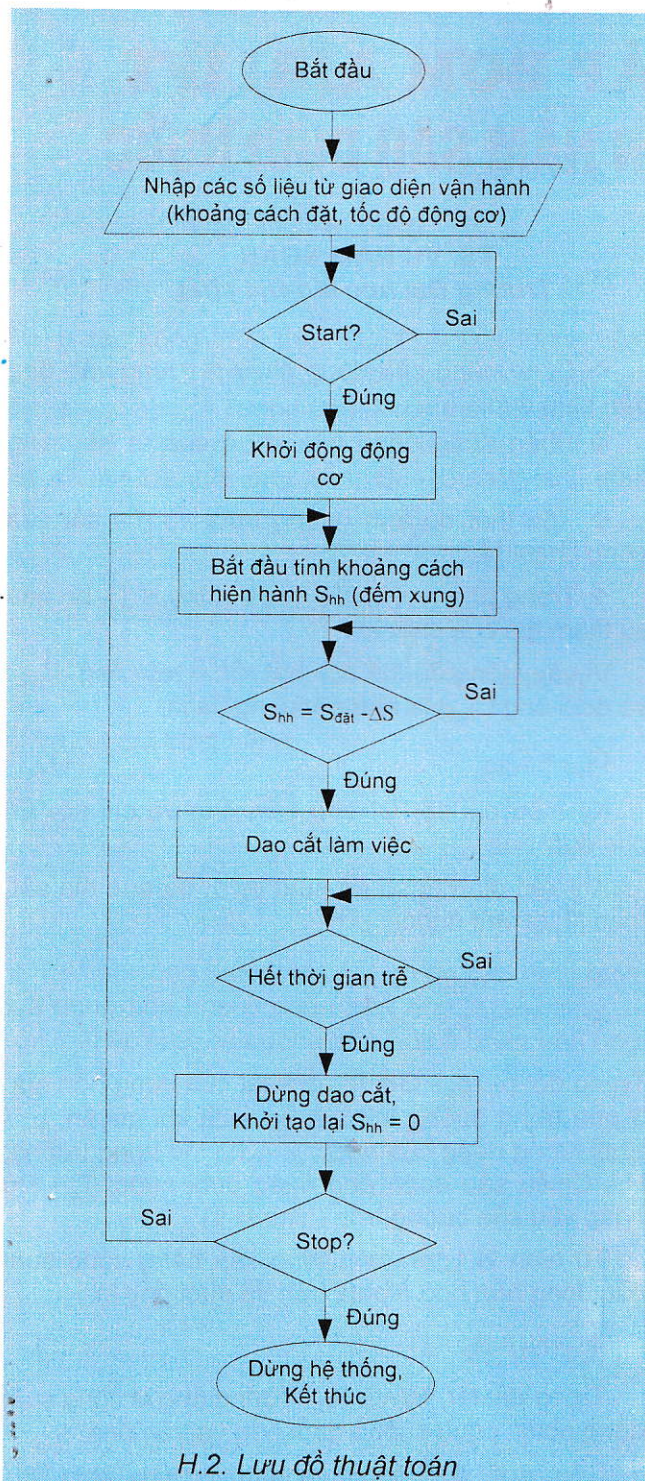 Bắt đầu
Nhập các số liệu từ giao diện vận hành
(khoảng cách đặt, tốc độ động cơ)
Start?
Sai
Đúng
Khởi động động
cơ
Bắt đầu tính khoảng cách
hiện hành Shh (đếm xung)
Sai
Shh = Sđặt -ΔS
Đúng
Dao cắt làm việc
Hết thời gian trễ
Sai
Đúng
Dừng dao cắt,
Khởi tạo lại Shh = 0
Sai
Stop?
Đúng
Dừng hệ thống,
Kết thúc
H.2. Lưu đồ thuật toán